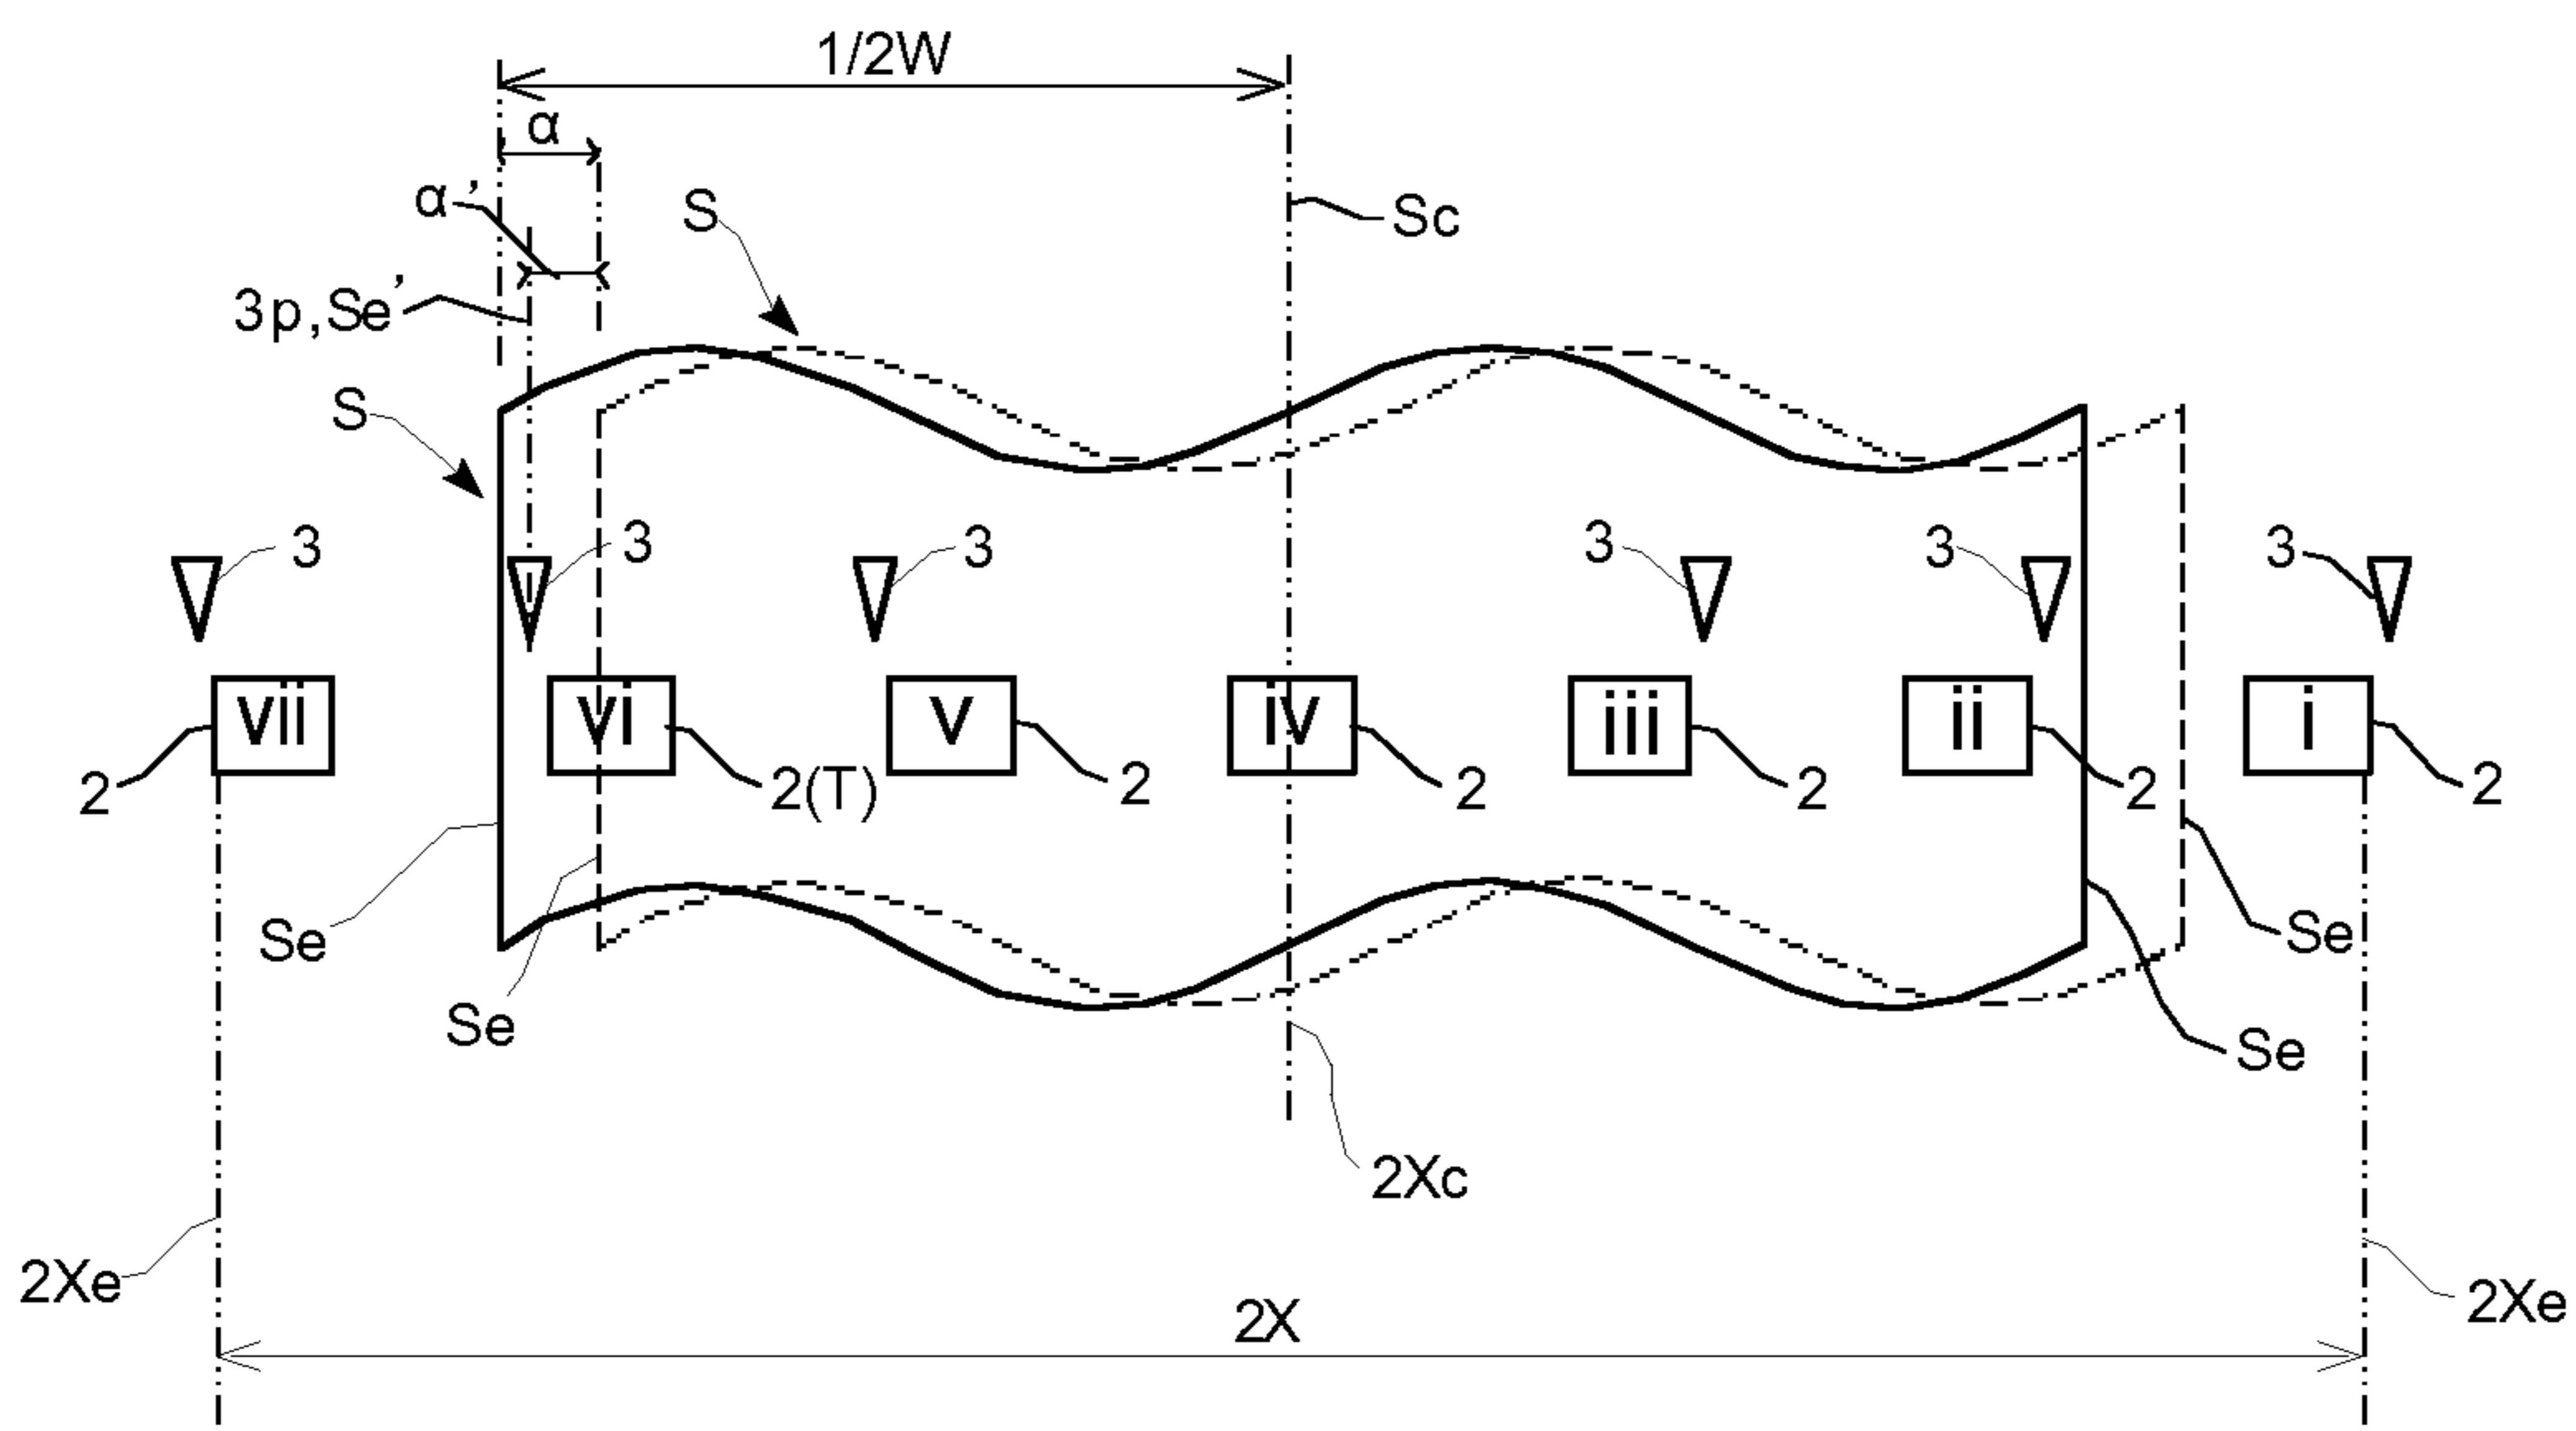 1/2W
α
α’
S
Sc
3p,Se’
S
3
3
3
3
3
3
vii
vi
v
iv
iii
ii
i
2
2(T)
2
2
2
2
2
Se
Se
Se
Se
2Xc
2Xe
2X
2Xe